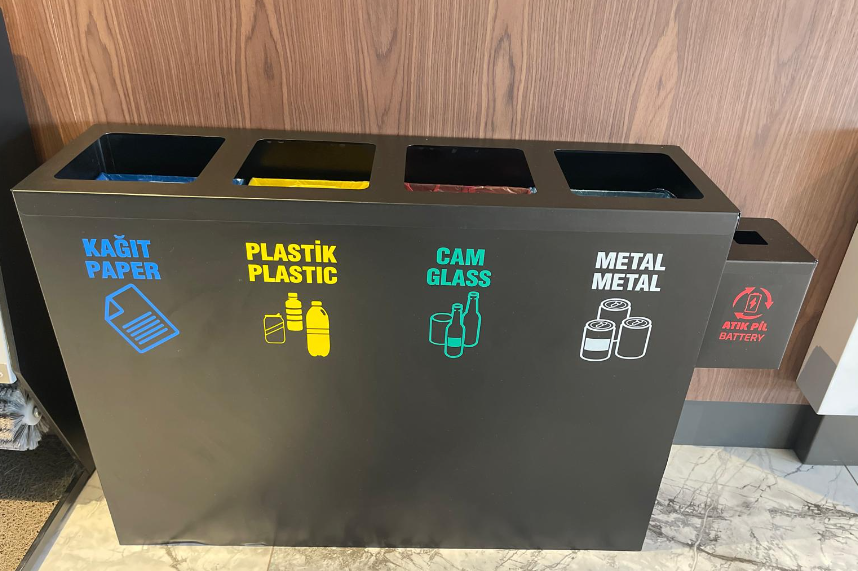 KAĞIT
PAPER
PLASTİK
PLASTIC
CAM
GLASS
METAL
METAL
ATIK PİL
BATTERY